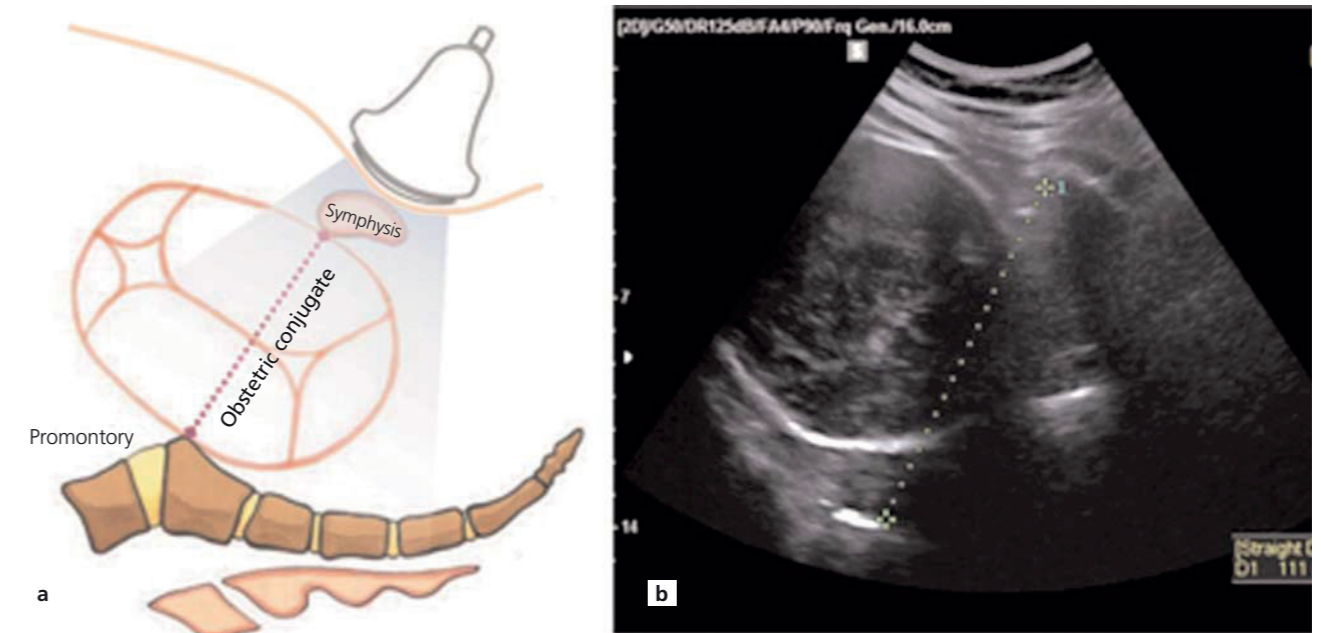 Symphysis
Obstetric conjugate
Promontory
a
[2D]/G50/DR125dB/FA4/P90/Frq Gen./16.0cm
S
1
7
14
[Straight D
D1 111
b